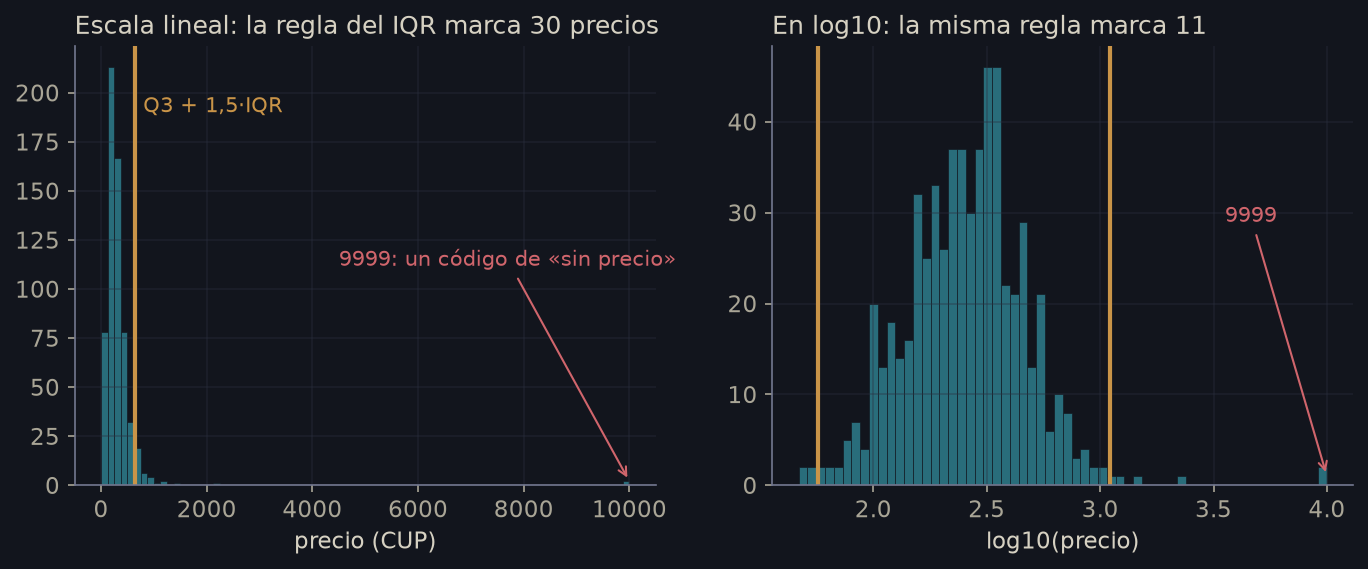 Escala lineal: la regla del IQR marca 30 precios
200
175
150
125
100
75
50
25
0
Q3 + 1,5·IQR
9999: un código de «sin precio»
0 2000 4000 6000 8000 10000
precio (CUP)
En log10: la misma regla marca 11
40
30
20
10
0
9999
2.0 2.5 3.0 3.5 4.0
log10(precio)